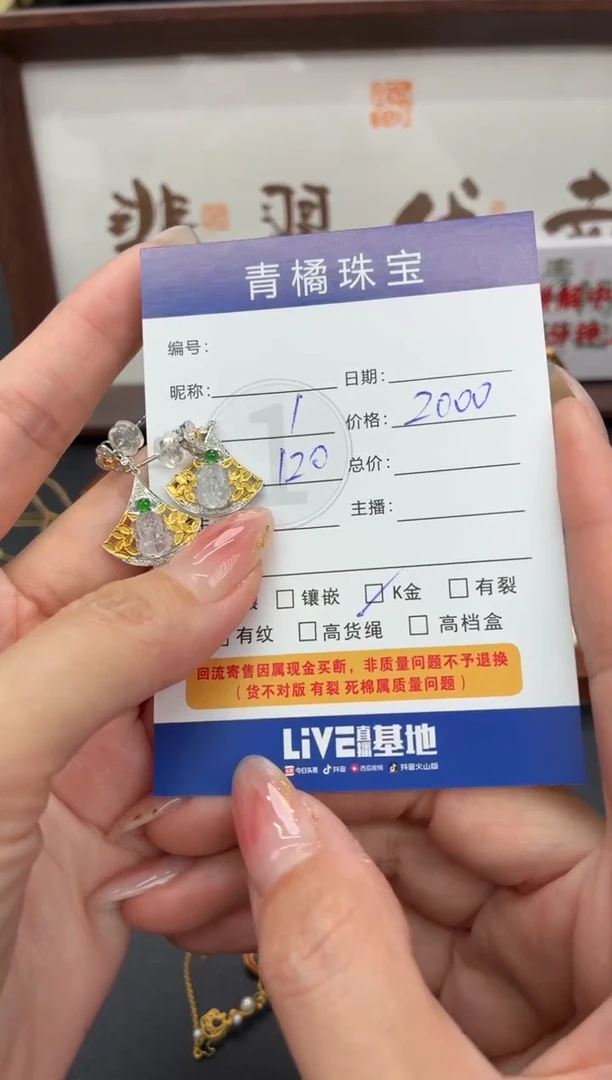 翡翠
青橘珠宝
编号:
昵称: 日期:
1 价格: 2000
120 总价:
主播:
镶嵌 K金 有裂
有纹 高货绳 高档盒
回流寄售因属现金买断，非质量问题不予退换
（货不对版 有裂 死棉属质量问题）
LiVE直播基地
今日头条 抖音 西瓜视频 抖音火山版